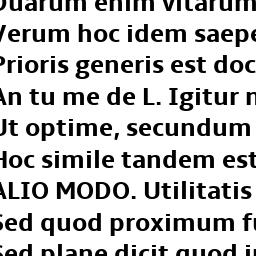 Quarum enim vitarum
Verum hoc idem saepe
Prioris generis est doc
An tu me de L. Igitur
Ut optime, secundum
Hoc simile tandem est
ALIO MODO. Utilitatis
Sed quod proximum fu
Sed plane dicit quod